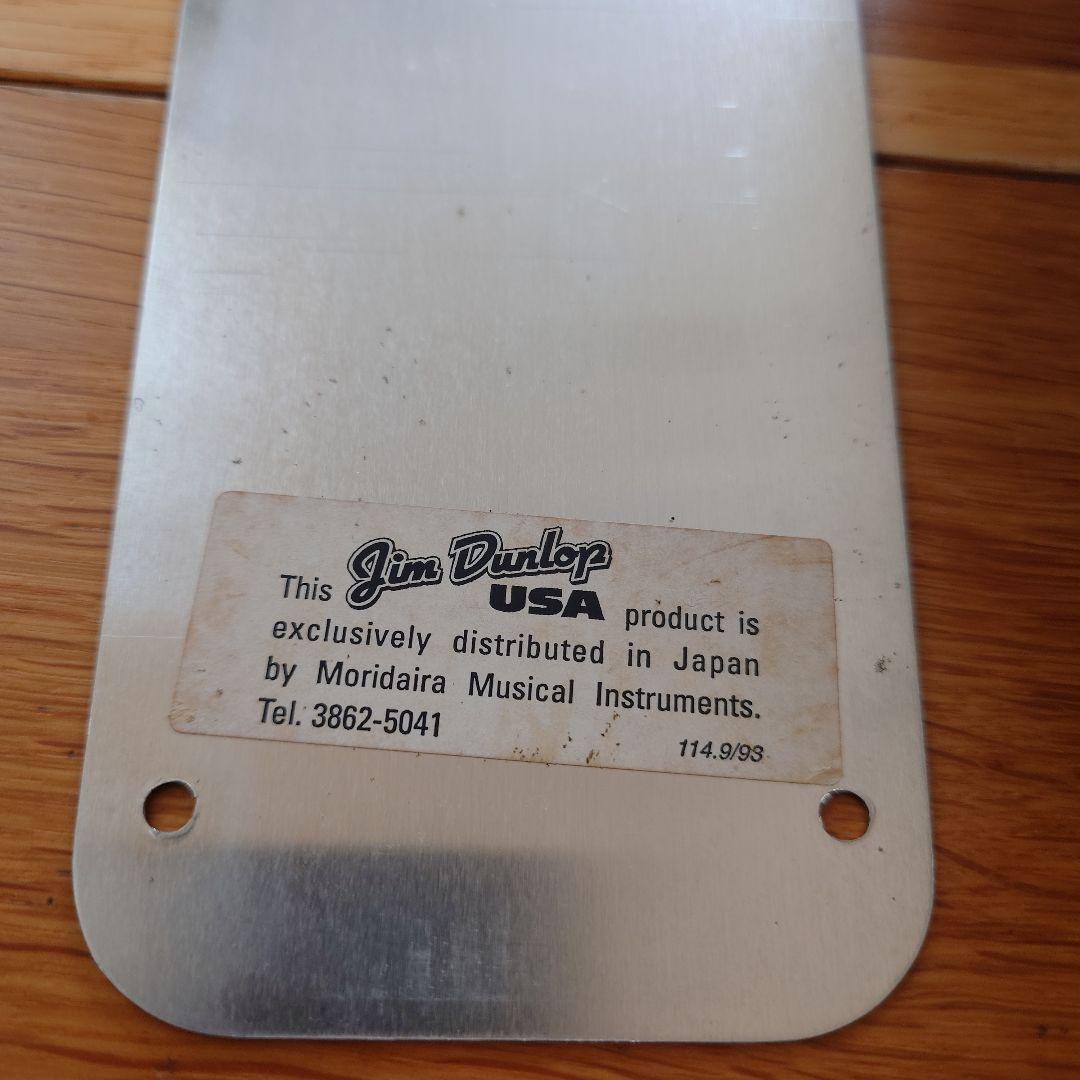 This Jim Dunlop USA product is
exclusively distributed in Japan
by Moridaira Musical Instruments.
Tel. 3862-5041
114.9/9S